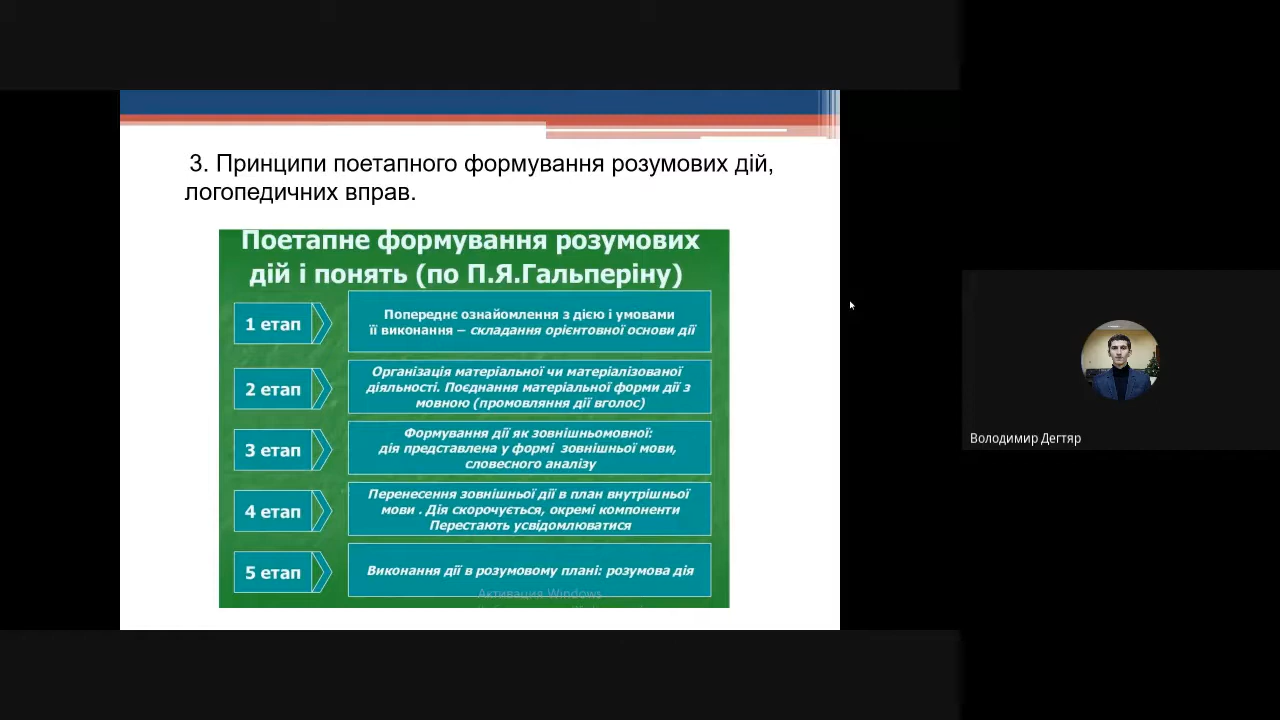 3. Принципи поетапного формування розумових дій,
логопедичних вправ.
Поетапне формування розумових
дій і понять (по П.Я.Гальперіну)
1 етап
Попереднє ознайомлення з дією і умовами
її виконання – складання орієнтовної основи дії
2 етап
Організація матеріальної чи матеріалізованої
діяльності. Поєднання матеріальної форми дії з
мовною (промовляння дії вголос)
3 етап
Формування дії як зовнішньомовної:
дія представлена у формі зовнішньої мови,
словесного аналізу
4 етап
Перенесення зовнішньої дії в план внутрішньої
мови . Дія скорочується, окремі компоненти
Перестають усвідомлюватися
5 етап
Виконання дії в розумовому плані: розумова дія
Активация Windows
Володимир Дегтяр